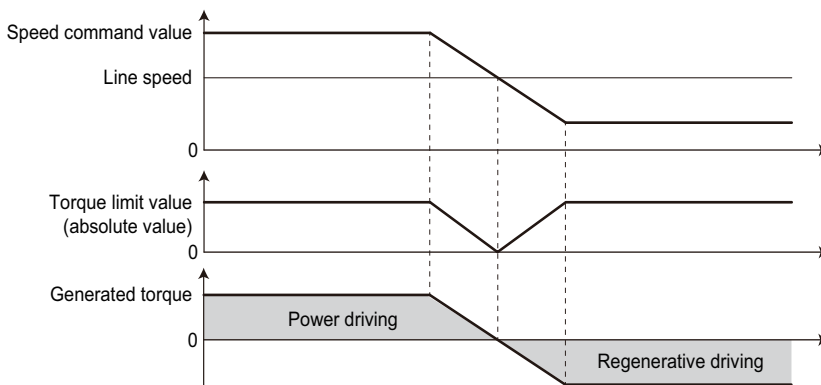 Speed command value
Line speed
0
Torque limit value
(absolute value)
0
Generated torque
Power driving
0
Regenerative driving